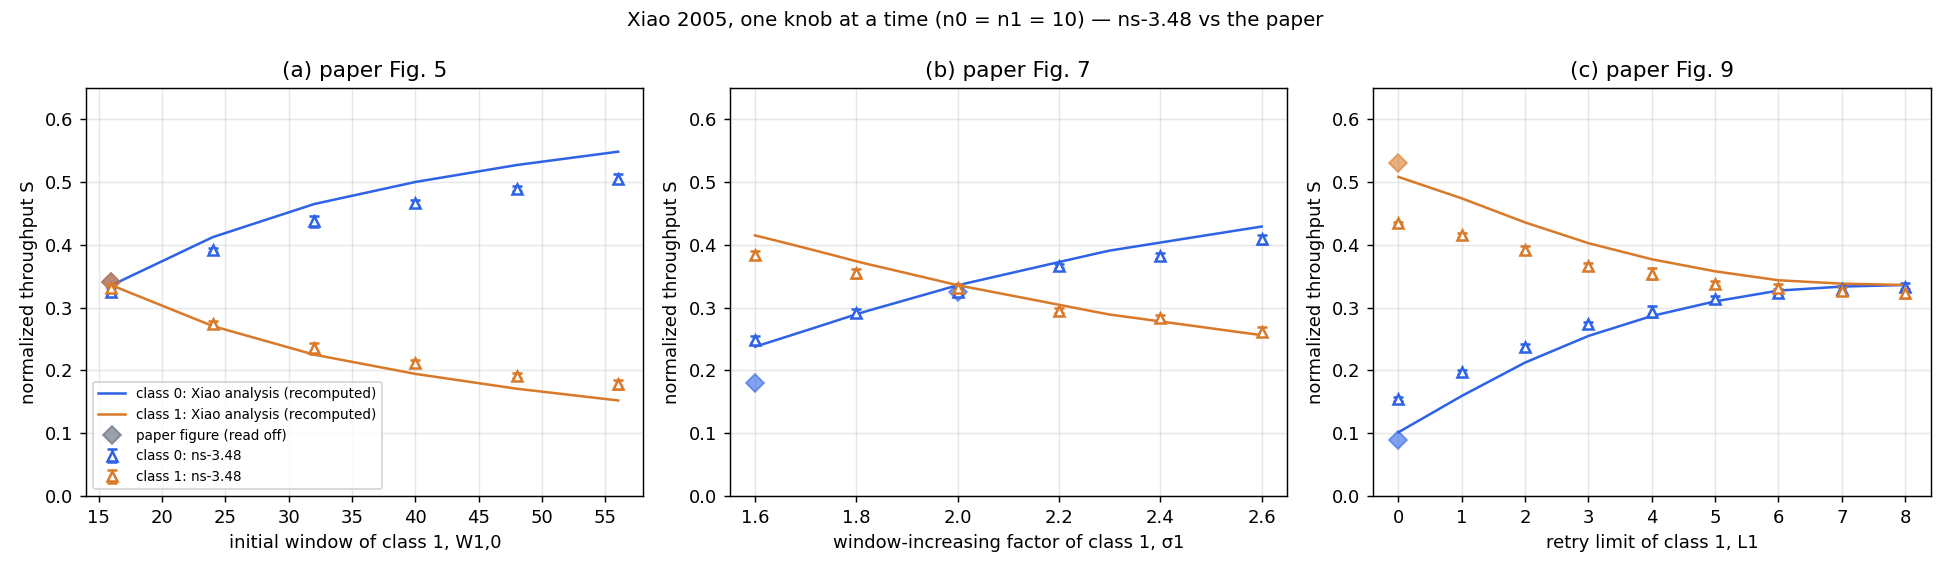 Xiao 2005, one knob at a time (n0 = n1 = 10) — ns-3.48 vs the paper
(a) paper Fig. 5
normalized throughput S
0.6
0.5
0.4
0.3
0.2
0.1
0.0
class 0: Xiao analysis (recomputed)
class 1: Xiao analysis (recomputed)
paper figure (read off)
class 0: ns-3.48
class 1: ns-3.48
15 20 25 30 35 40 45 50 55
initial window of class 1, W1,0
(b) paper Fig. 7
normalized throughput S
0.6
0.5
0.4
0.3
0.2
0.1
0.0
1.6 1.8 2.0 2.2 2.4 2.6
window-increasing factor of class 1, σ1
(c) paper Fig. 9
normalized throughput S
0.6
0.5
0.4
0.3
0.2
0.1
0.0
0 1 2 3 4 5 6 7 8
retry limit of class 1, L1